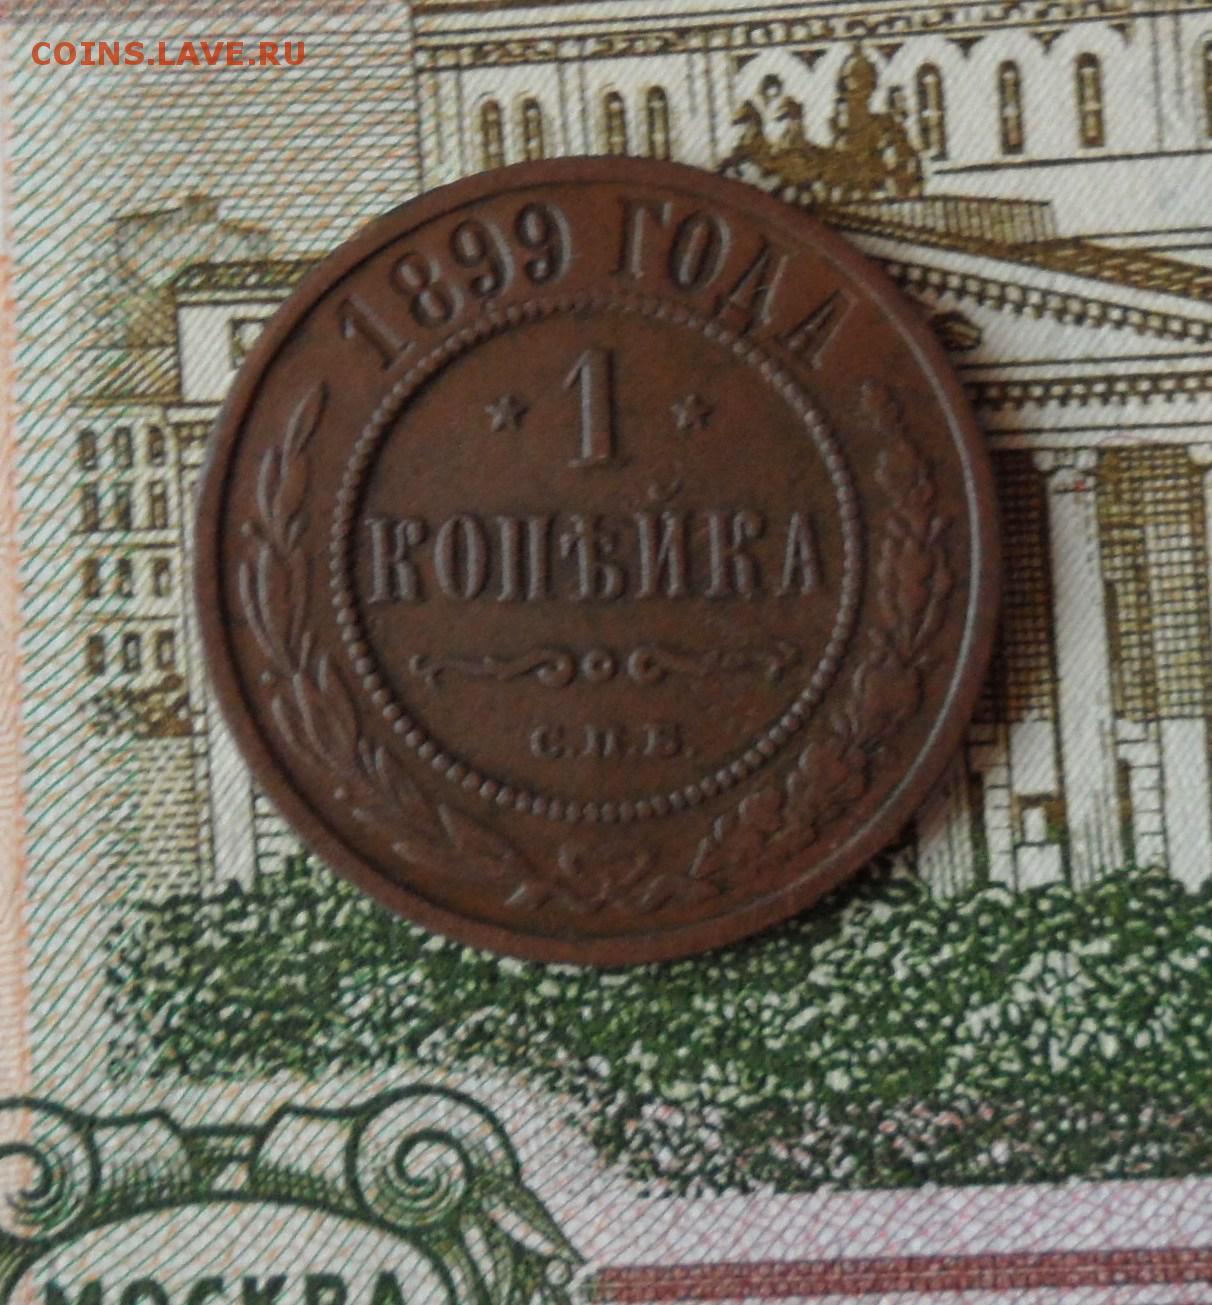 COINS.LAVE.RU
1899 ГОДА
1
КОПѢЙКА
С.П.Б.
МОСКВА